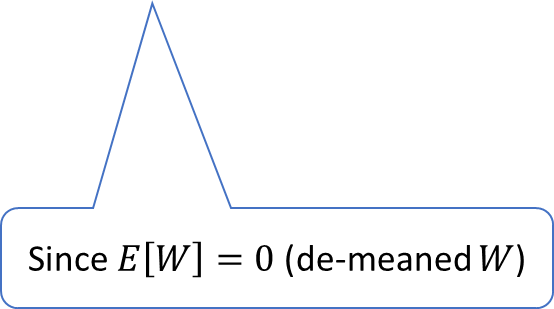 Since E[W] = 0 (de-meaned W)